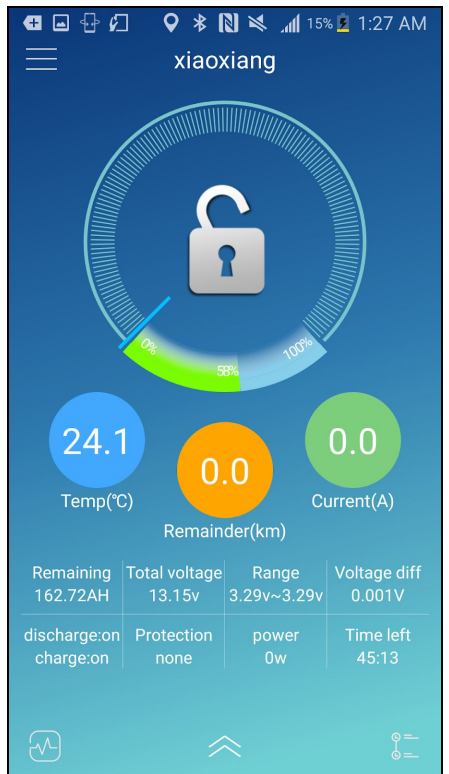 15% 1:27 AM
xiaoxiang
0% 58% 100%
24.1 0.0 0.0
Temp(℃) Current(A)
Remainder(km)
Remaining Total voltage Range Voltage diff
162.72AH 13.15v 3.29v~3.29v 0.001V
discharge:on Protection power Time left
charge:on none 0w 45:13